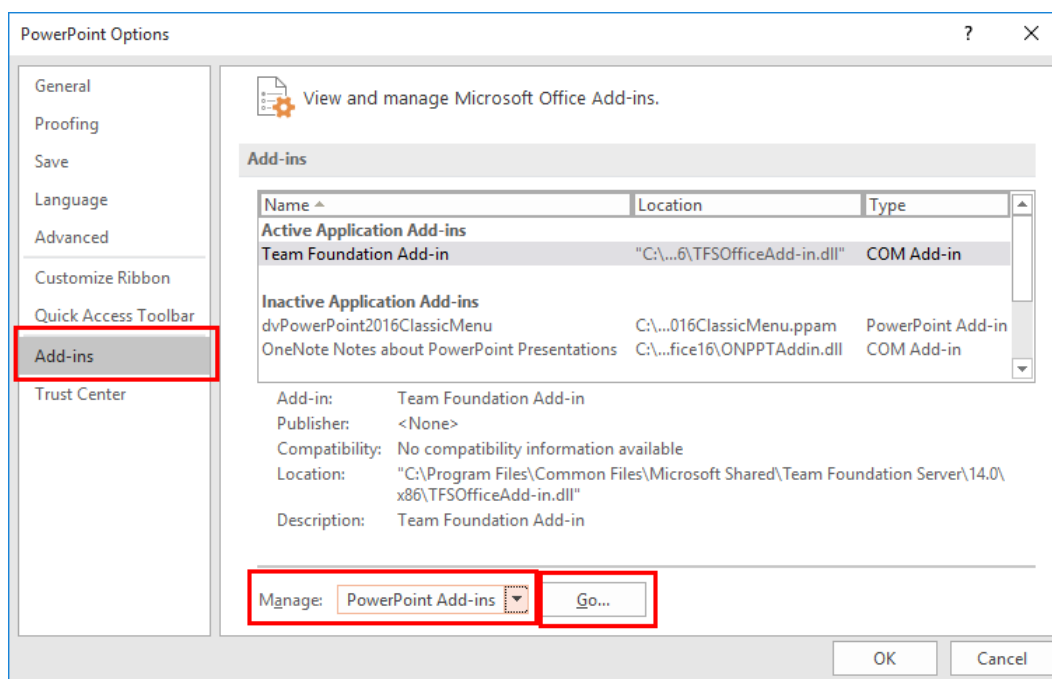 PowerPoint Options ?
General
Proofing
Save
Language
Advanced
Customize Ribbon
Quick Access Toolbar
Add-ins
Trust Center
View and manage Microsoft Office Add-ins.
Add-ins
Name Location Type
Active Application Add-ins
Team Foundation Add-in "C:\...6\TFSOfficeAdd-in.dll" COM Add-in
Inactive Application Add-ins
dvPowerPoint2016ClassicMenu C:\...016ClassicMenu.ppam PowerPoint Add-in
OneNote Notes about PowerPoint Presentations C:\...fice16\ONPPTAddin.dll COM Add-in
Add-in: Team Foundation Add-in
Publisher: <None>
Compatibility: No compatibility information available
Location: "C:\Program Files\Common Files\Microsoft Shared\Team Foundation Server\14.0\
x86\TFSOfficeAdd-in.dll"
Description: Team Foundation Add-in
Manage: PowerPoint Add-ins Go...
OK Cancel